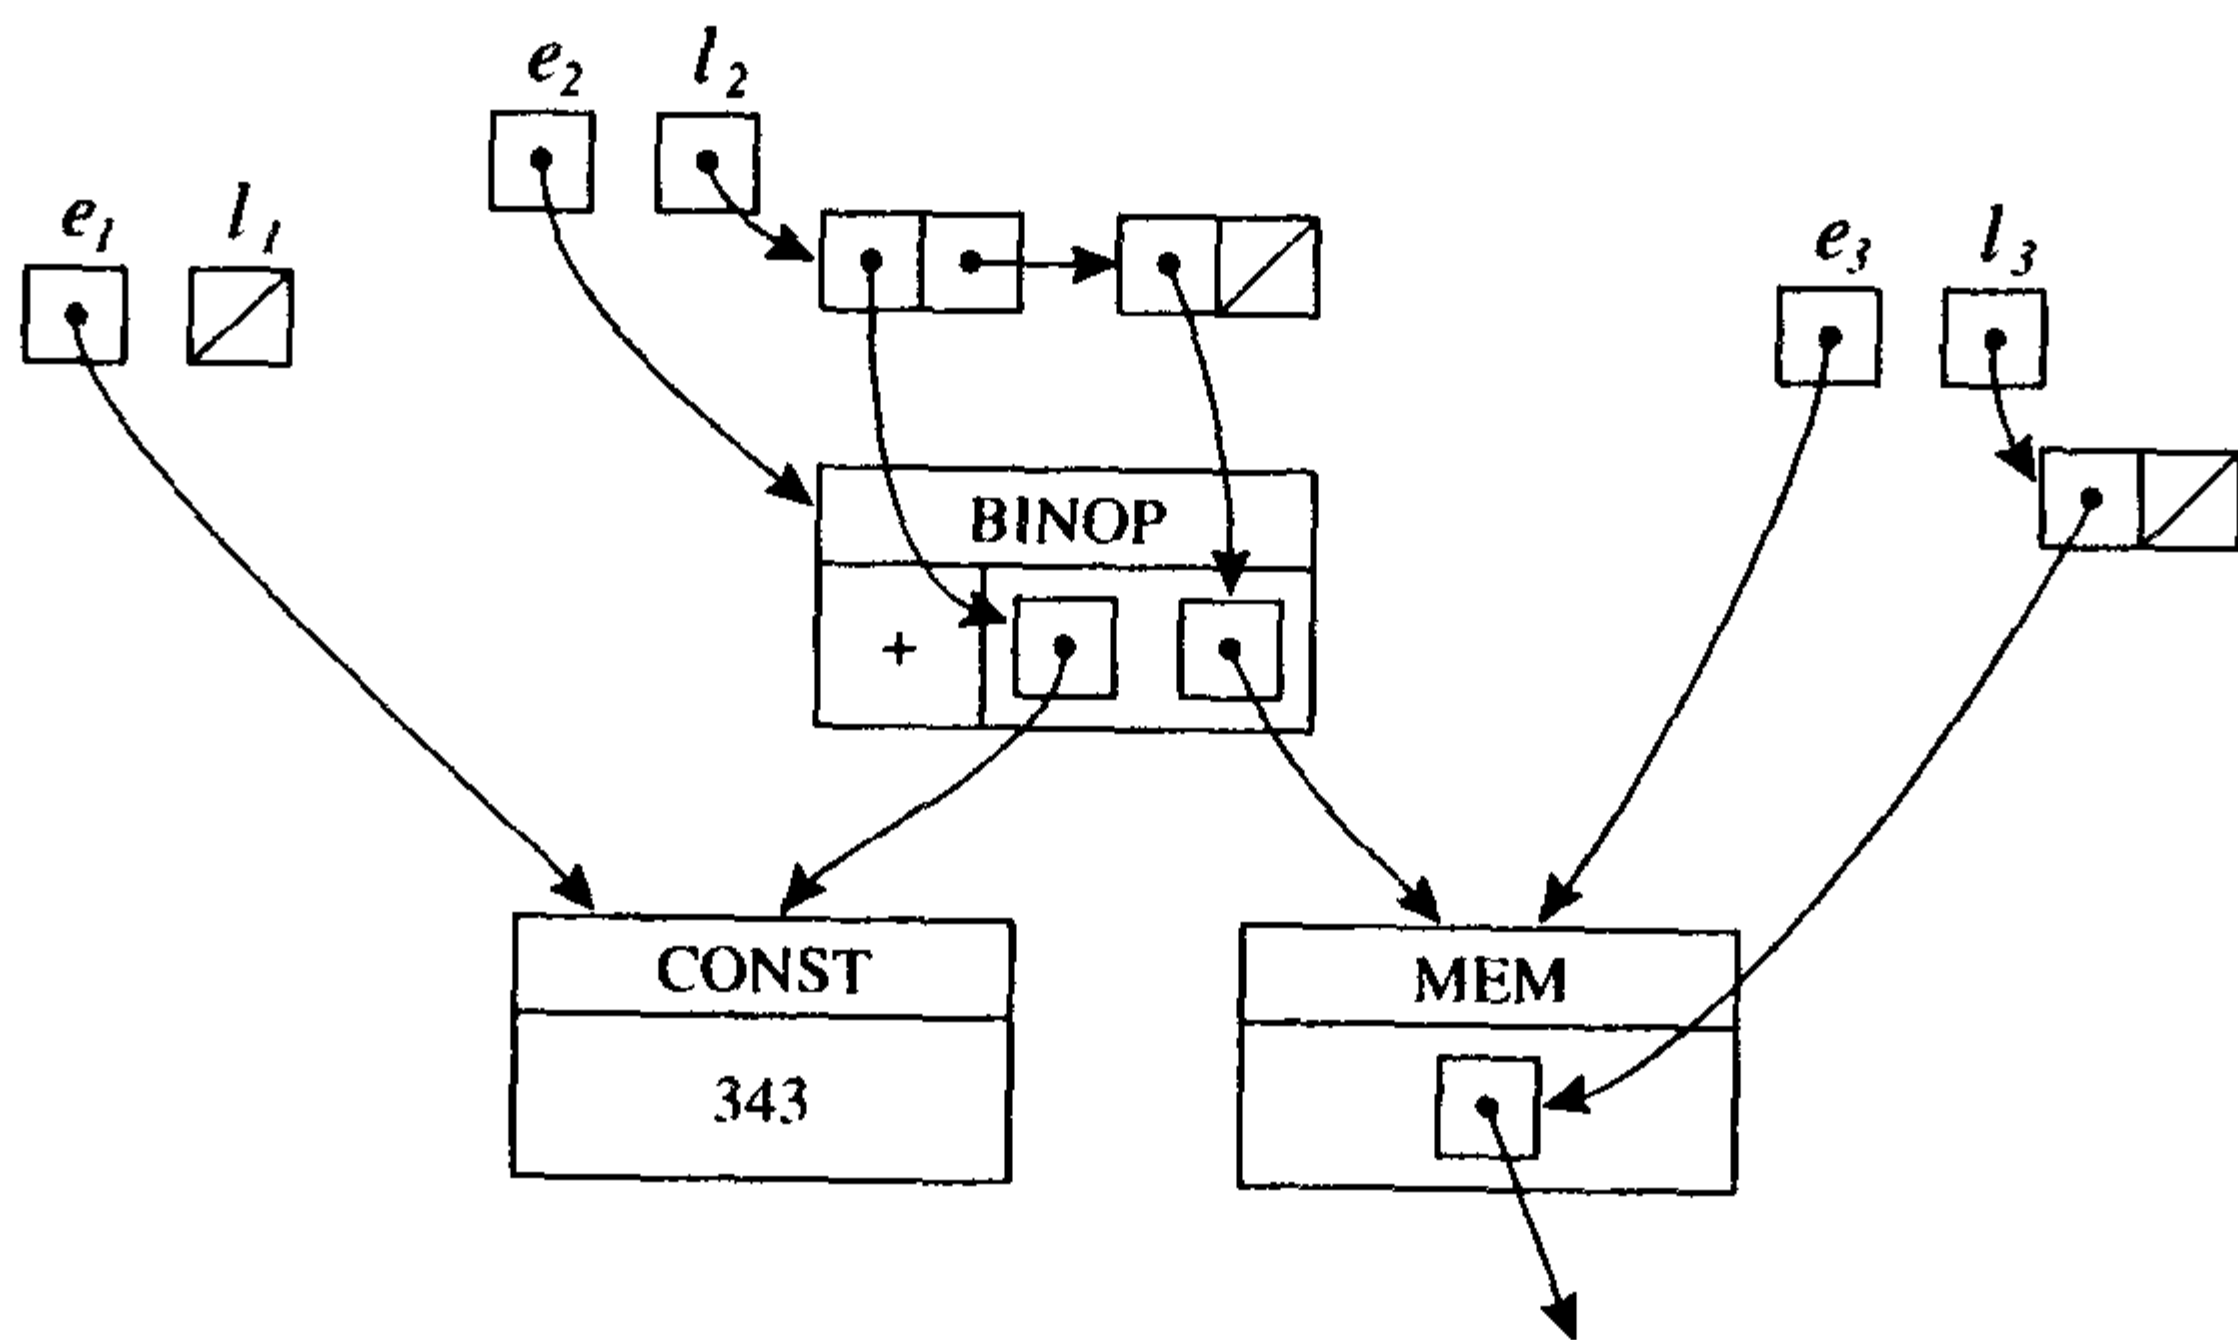 e₂ l₂
e₁ l₁
e₃ l₃
BINOP
+
CONST
MEM
343